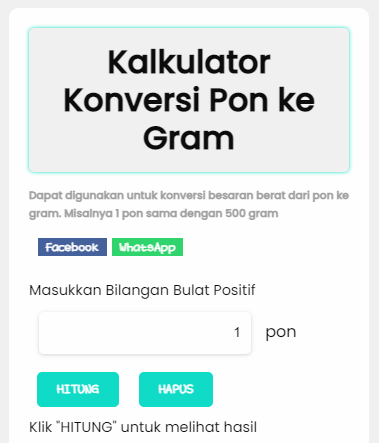 Kalkulator
Konversi Pon ke
Gram
Dapat digunakan untuk konversi besaran berat dari pon ke
gram. Misalnya 1 pon sama dengan 500 gram
Facebook WhatsApp
Masukkan Bilangan Bulat Positif
1 pon
HITUNG HAPUS
Klik "HITUNG" untuk melihat hasil